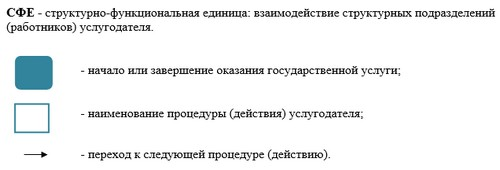 СФЕ - структурно-функциональная единица: взаимодействие структурных подразделений
(работников) услугодателя.
- начало или завершение оказания государственной услуги;
- наименование процедуры (действия) услугодателя;
- переход к следующей процедуре (действию).